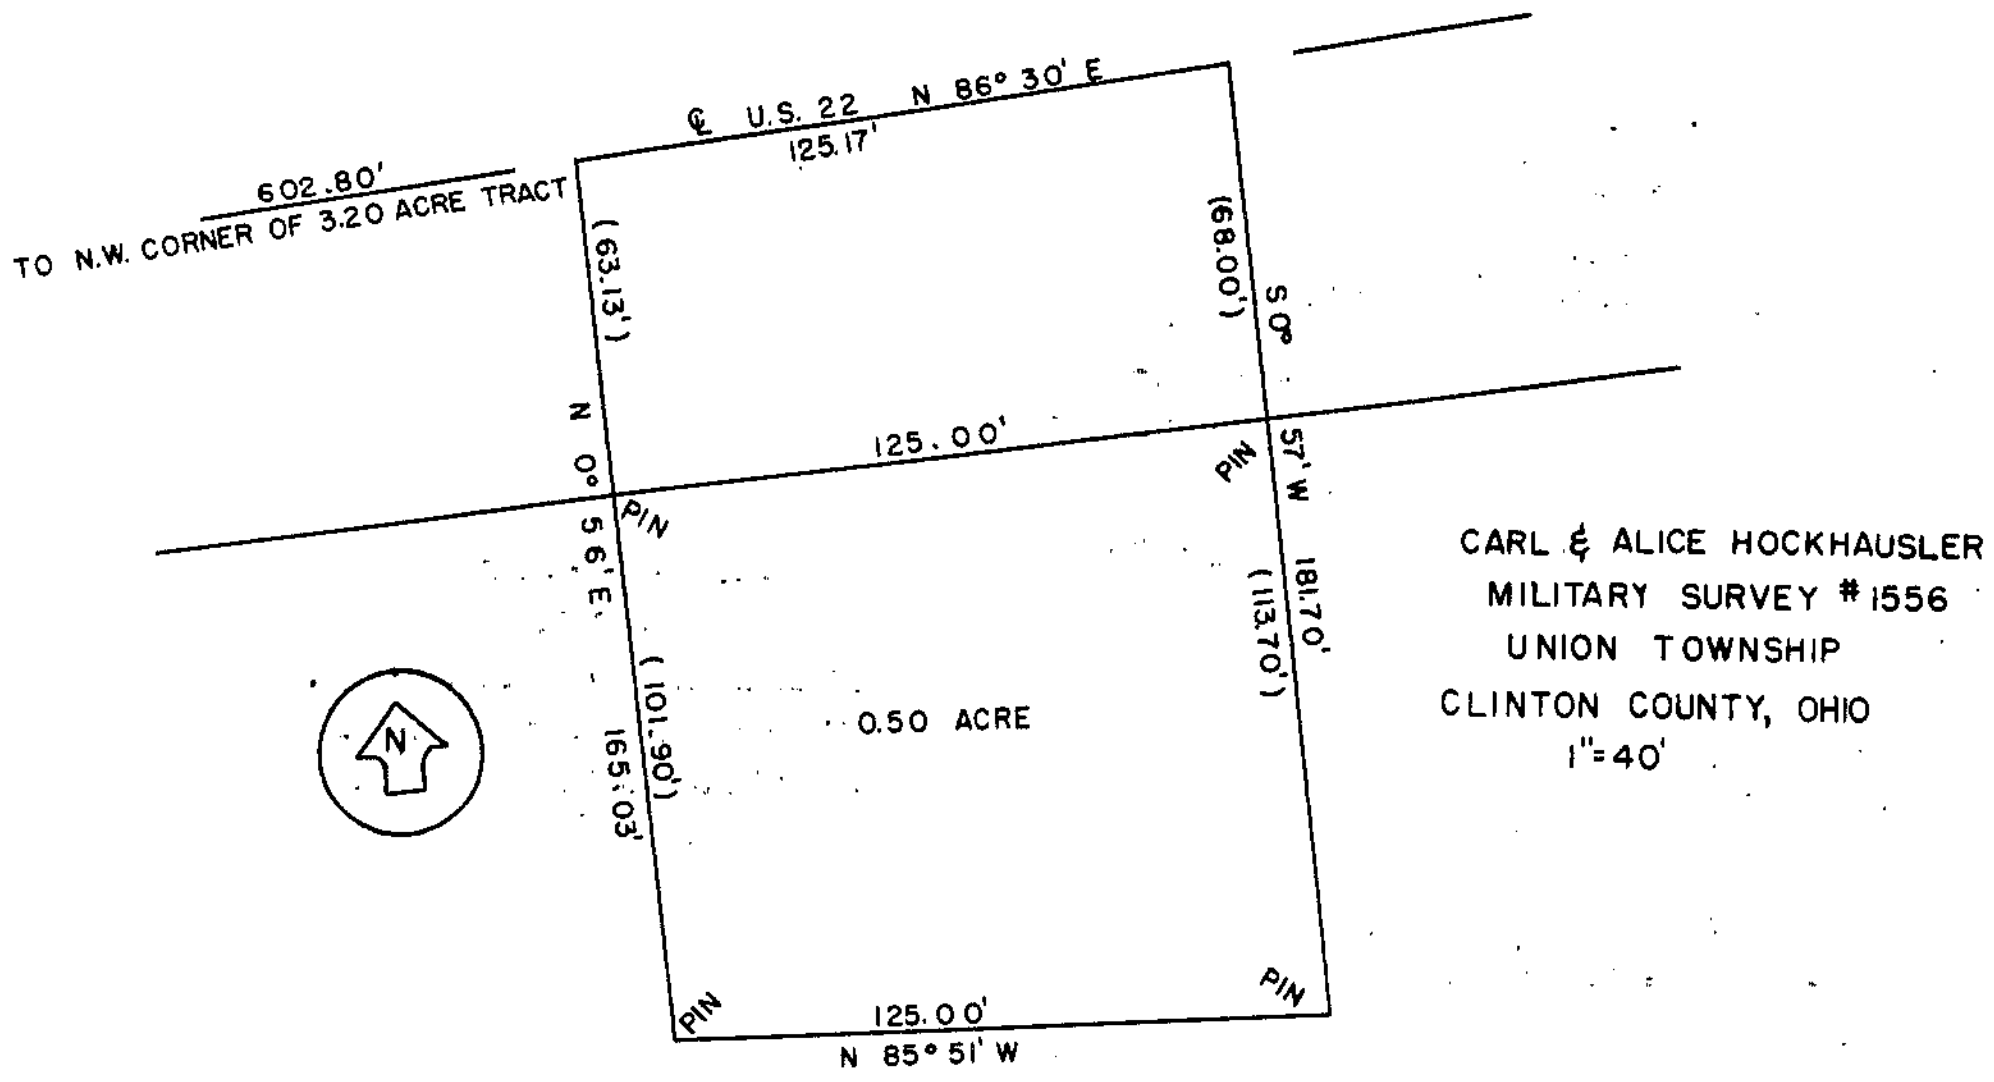 ℄ U.S. 22 N 86° 30' E
125.17'
602.80'
TO N.W. CORNER OF 3.20 ACRE TRACT
(63.13')
(68.00')
S 0° 57' W 181.70'
N 0° 56' E 165.03'
125.00'
PIN
PIN
(113.70')
(101.90')
0.50 ACRE
N
CARL & ALICE HOCKHAUSLER
MILITARY SURVEY #1556
UNION TOWNSHIP
CLINTON COUNTY, OHIO
1"=40'
PIN
PIN
125.00'
N 85° 51' W